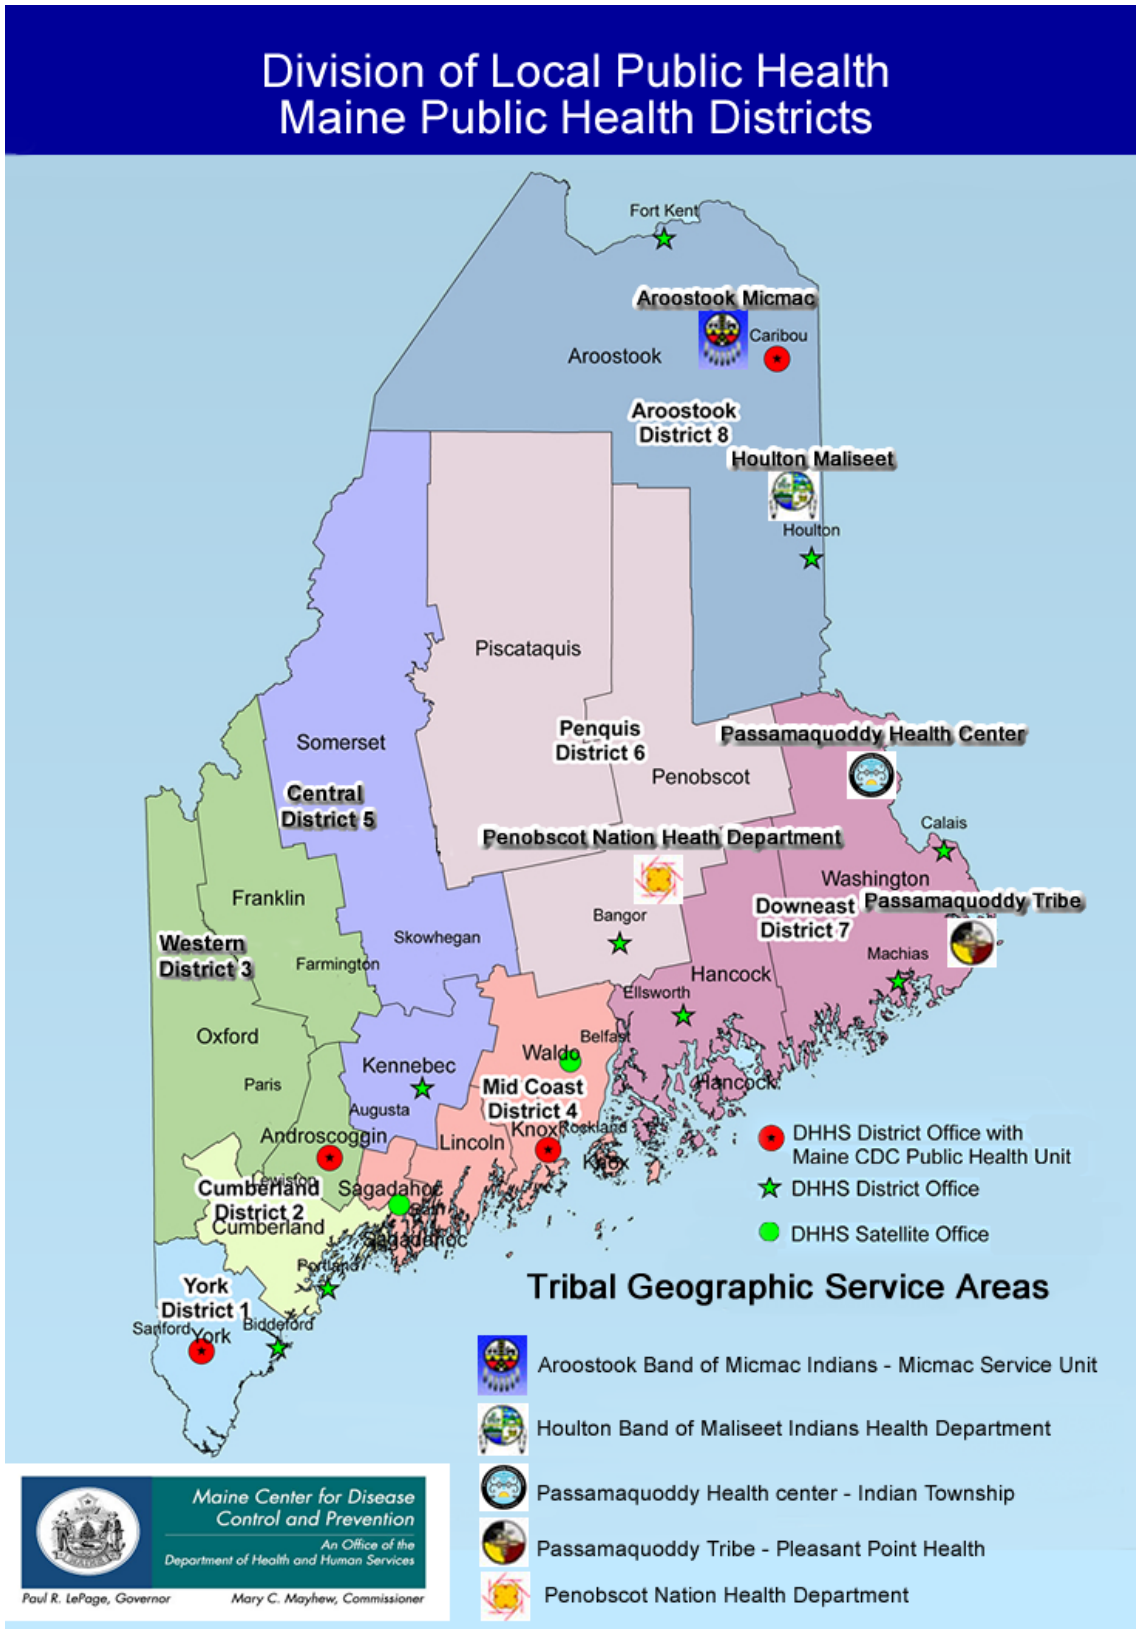 Division of Local Public Health
Maine Public Health Districts
Fort Kent
Aroostook Micmac
Caribou
Aroostook
Aroostook
District 8
Houlton Maliseet
Houlton
Piscataquis
Somerset
Penquis
District 6
Passamaquoddy Health Center
Penobscot
Central
District 5
Calais
Penobscot Nation Heath Department
Washington
Franklin
Passamaquoddy Tribe
Downeast
District 7
Bangor
Skowhegan
Western
District 3
Machias
Farmington
Hancock
Ellsworth
Oxford
Belfast
Waldo
Kennebec
Paris
Hancock
Mid Coast
District 4
Augusta
Knox
Rockland
Androscoggin
Lincoln
Knox
Lewiston
Cumberland
District 2
Sagadahoc
Bath
Cumberland
Sagadahoc
Portland
York
District 1
Biddeford
Sanford
York
DHHS District Office with
Maine CDC Public Health Unit
DHHS District Office
DHHS Satellite Office
Tribal Geographic Service Areas
Aroostook Band of Micmac Indians - Micmac Service Unit
Houlton Band of Maliseet Indians Health Department
Passamaquoddy Health center - Indian Township
Passamaquoddy Tribe - Pleasant Point Health
Penobscot Nation Health Department
Maine Center for Disease
Control and Prevention
An Office of the
Department of Health and Human Services
Paul R. LePage, Governor
Mary C. Mayhew, Commissioner